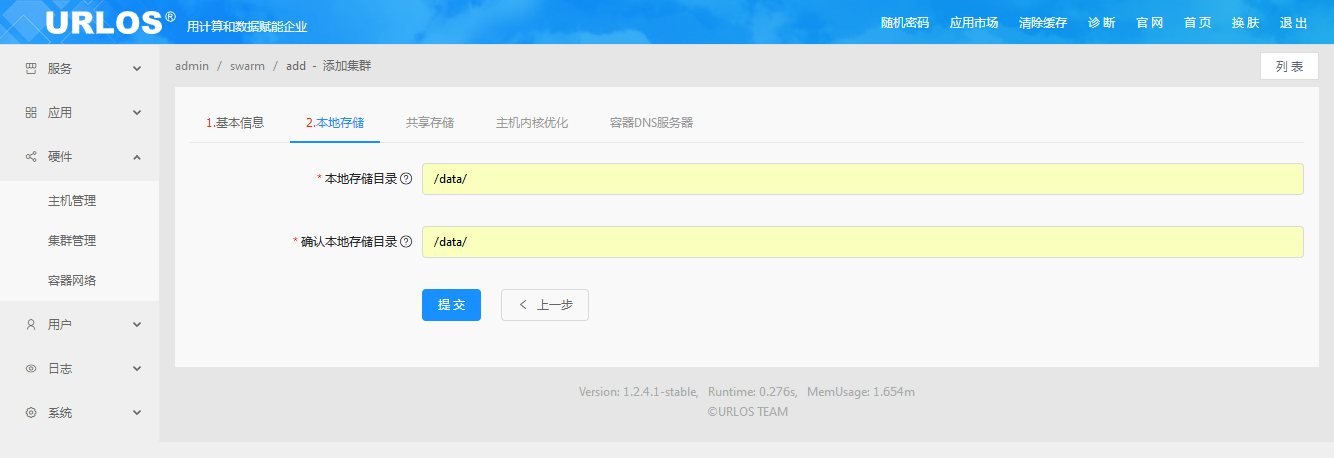 URLOS® 用计算和数据赋能企业 随机密码 应用市场 清除缓存 诊断 官网 首页 换肤 退出
服务
应用
硬件
主机管理
集群管理
容器网络
用户
日志
系统
admin / swarm / add - 添加集群 列表
1.基本信息 2.本地存储 共享存储 主机内核优化 容器DNS服务器
* 本地存储目录 ? /data/
* 确认本地存储目录 ? /data/
提交 < 上一步
Version: 1.2.4.1-stable, Runtime: 0.276s, MemUsage: 1.654m
©URLOS TEAM